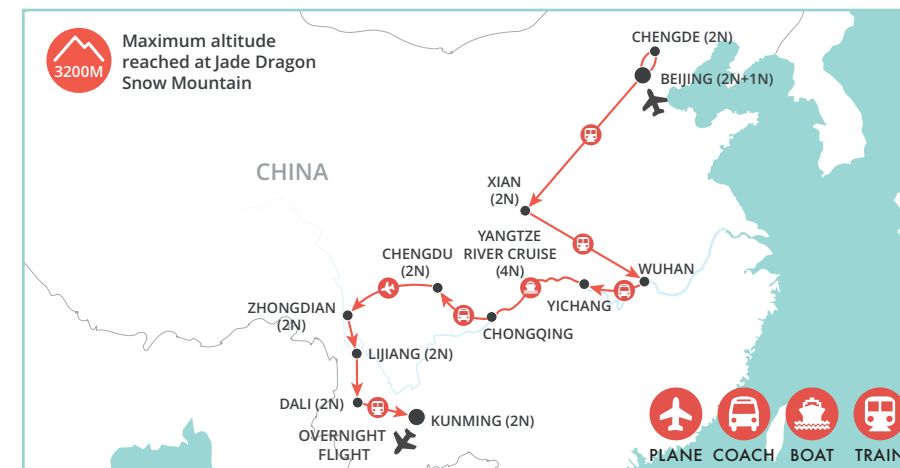 3200M
Maximum altitude
reached at Jade Dragon
Snow Mountain
CHINA
CHENGDE (2N)
BEIJING (2N+1N)
XIAN
(2N)
YANGTZE
RIVER CRUISE
(4N)
WUHAN
YICHANG
CHENGDU
(2N)
CHONGQING
ZHONGDIAN
(2N)
LIJIANG (2N)
DALI (2N)
KUNMING (2N)
OVERNIGHT
FLIGHT
PLANE COACH BOAT TRAIN